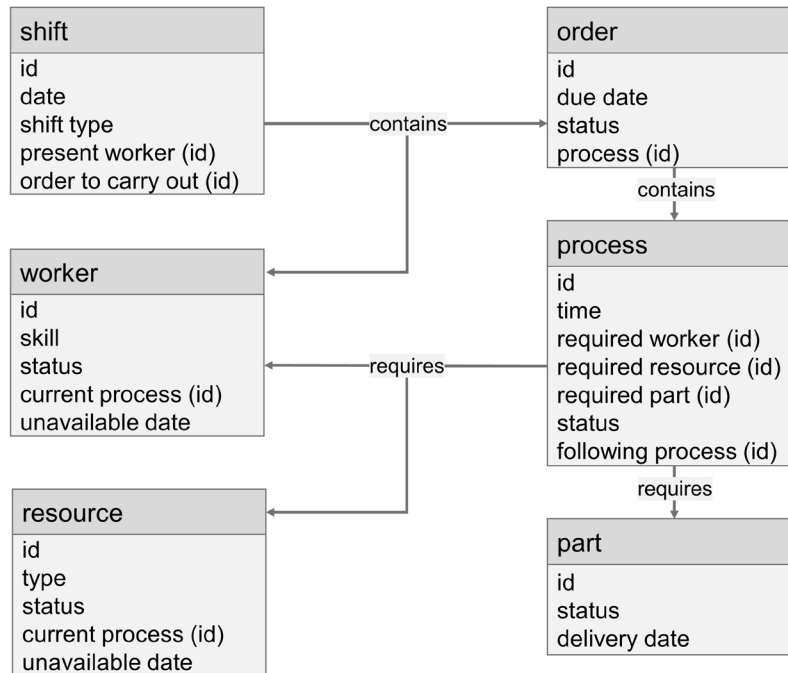 shift
id
date
shift type
present worker (id)
order to carry out (id)
contains
order
id
due date
status
process (id)
contains
worker
id
skill
status
current process (id)
unavailable date
requires
process
id
time
required worker (id)
required resource (id)
required part (id)
status
following process (id)
requires
resource
id
type
status
current process (id)
unavailable date
part
id
status
delivery date